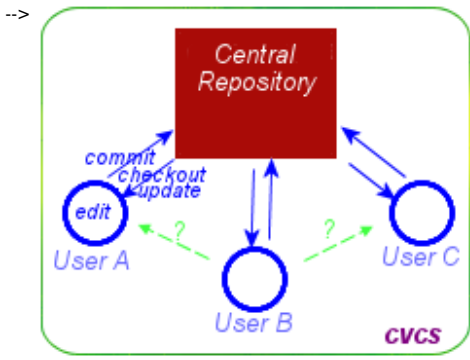 -->
Central
Repository
commit
checkout
update
edit
User A
?
?
User C
User B
CVCS